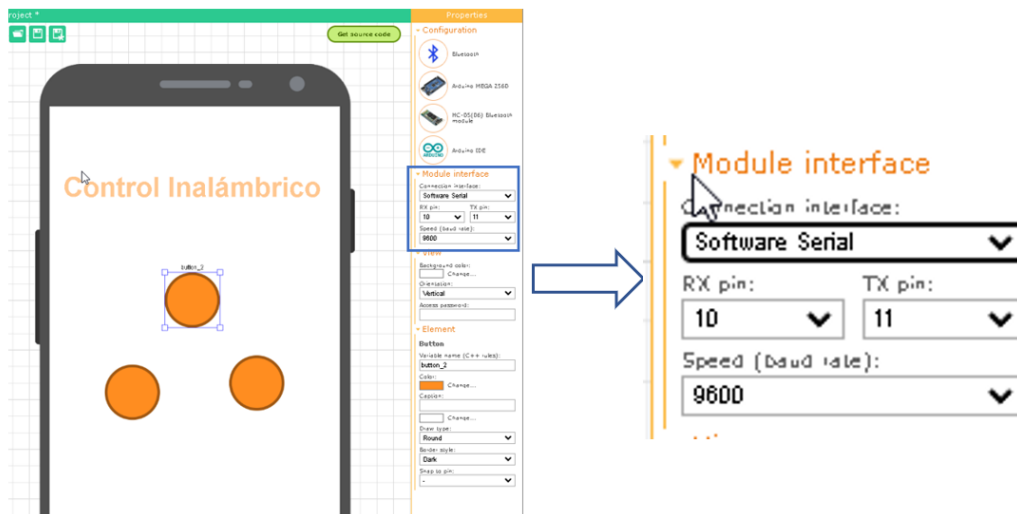 roject *
Properties
Get source code
Configuration
Bluetooth
Arduino MEGA 2560
HC-05(06) Bluetooth
module
ARDUINO
Arduino IDE
Module interface
Connection interface:
Software Serial
RX pin: TX pin:
10 11
Speed (baud rate):
9600
View
Background color:
Change...
Orientation:
Vertical
Access password:
Element
Button
Variable name (C++ rules):
button_2
Color:
Change...
Caption:
Change...
Draw type:
Round
Border style:
Dark
Snap to pin:
-
Control Inalámbrico
button_2
Module interface
Connection interface:
Software Serial
RX pin: TX pin:
10 11
Speed (baud rate):
9600